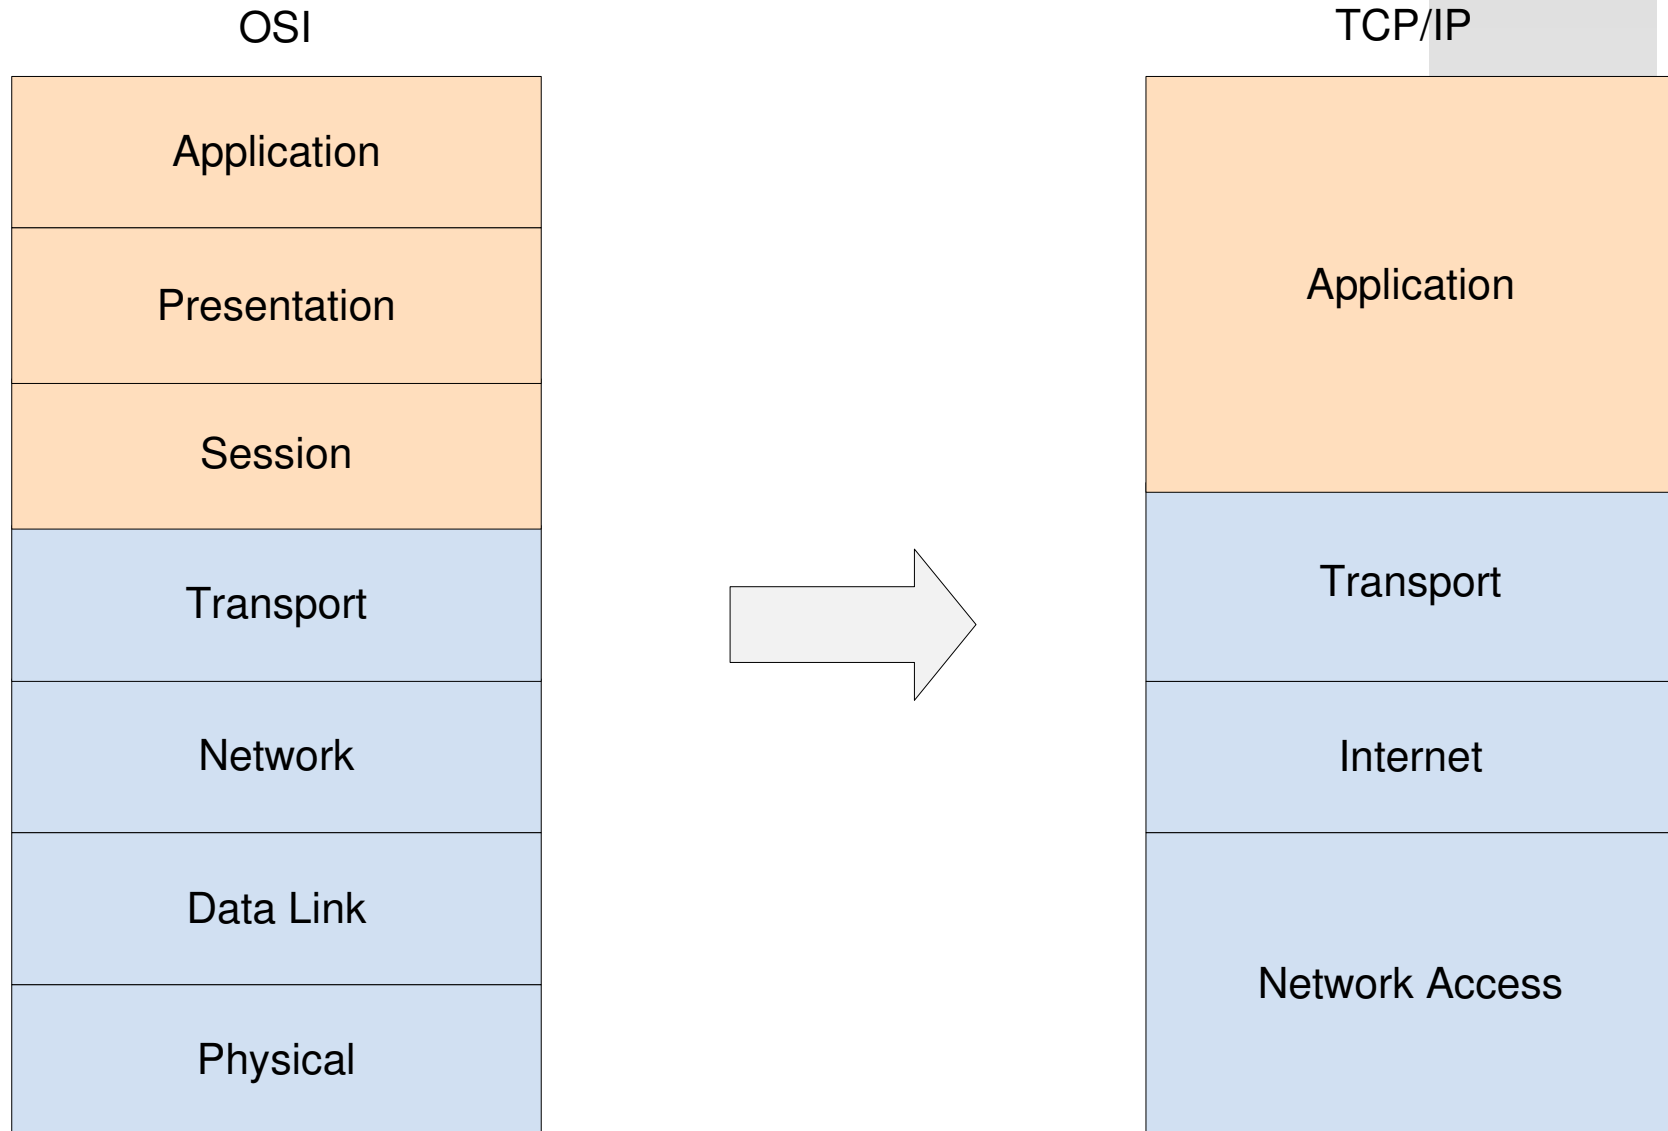 OSI
Application
Presentation
Session
Transport
Network
Data Link
Physical
TCP/IP
Application
Transport
Internet
Network Access